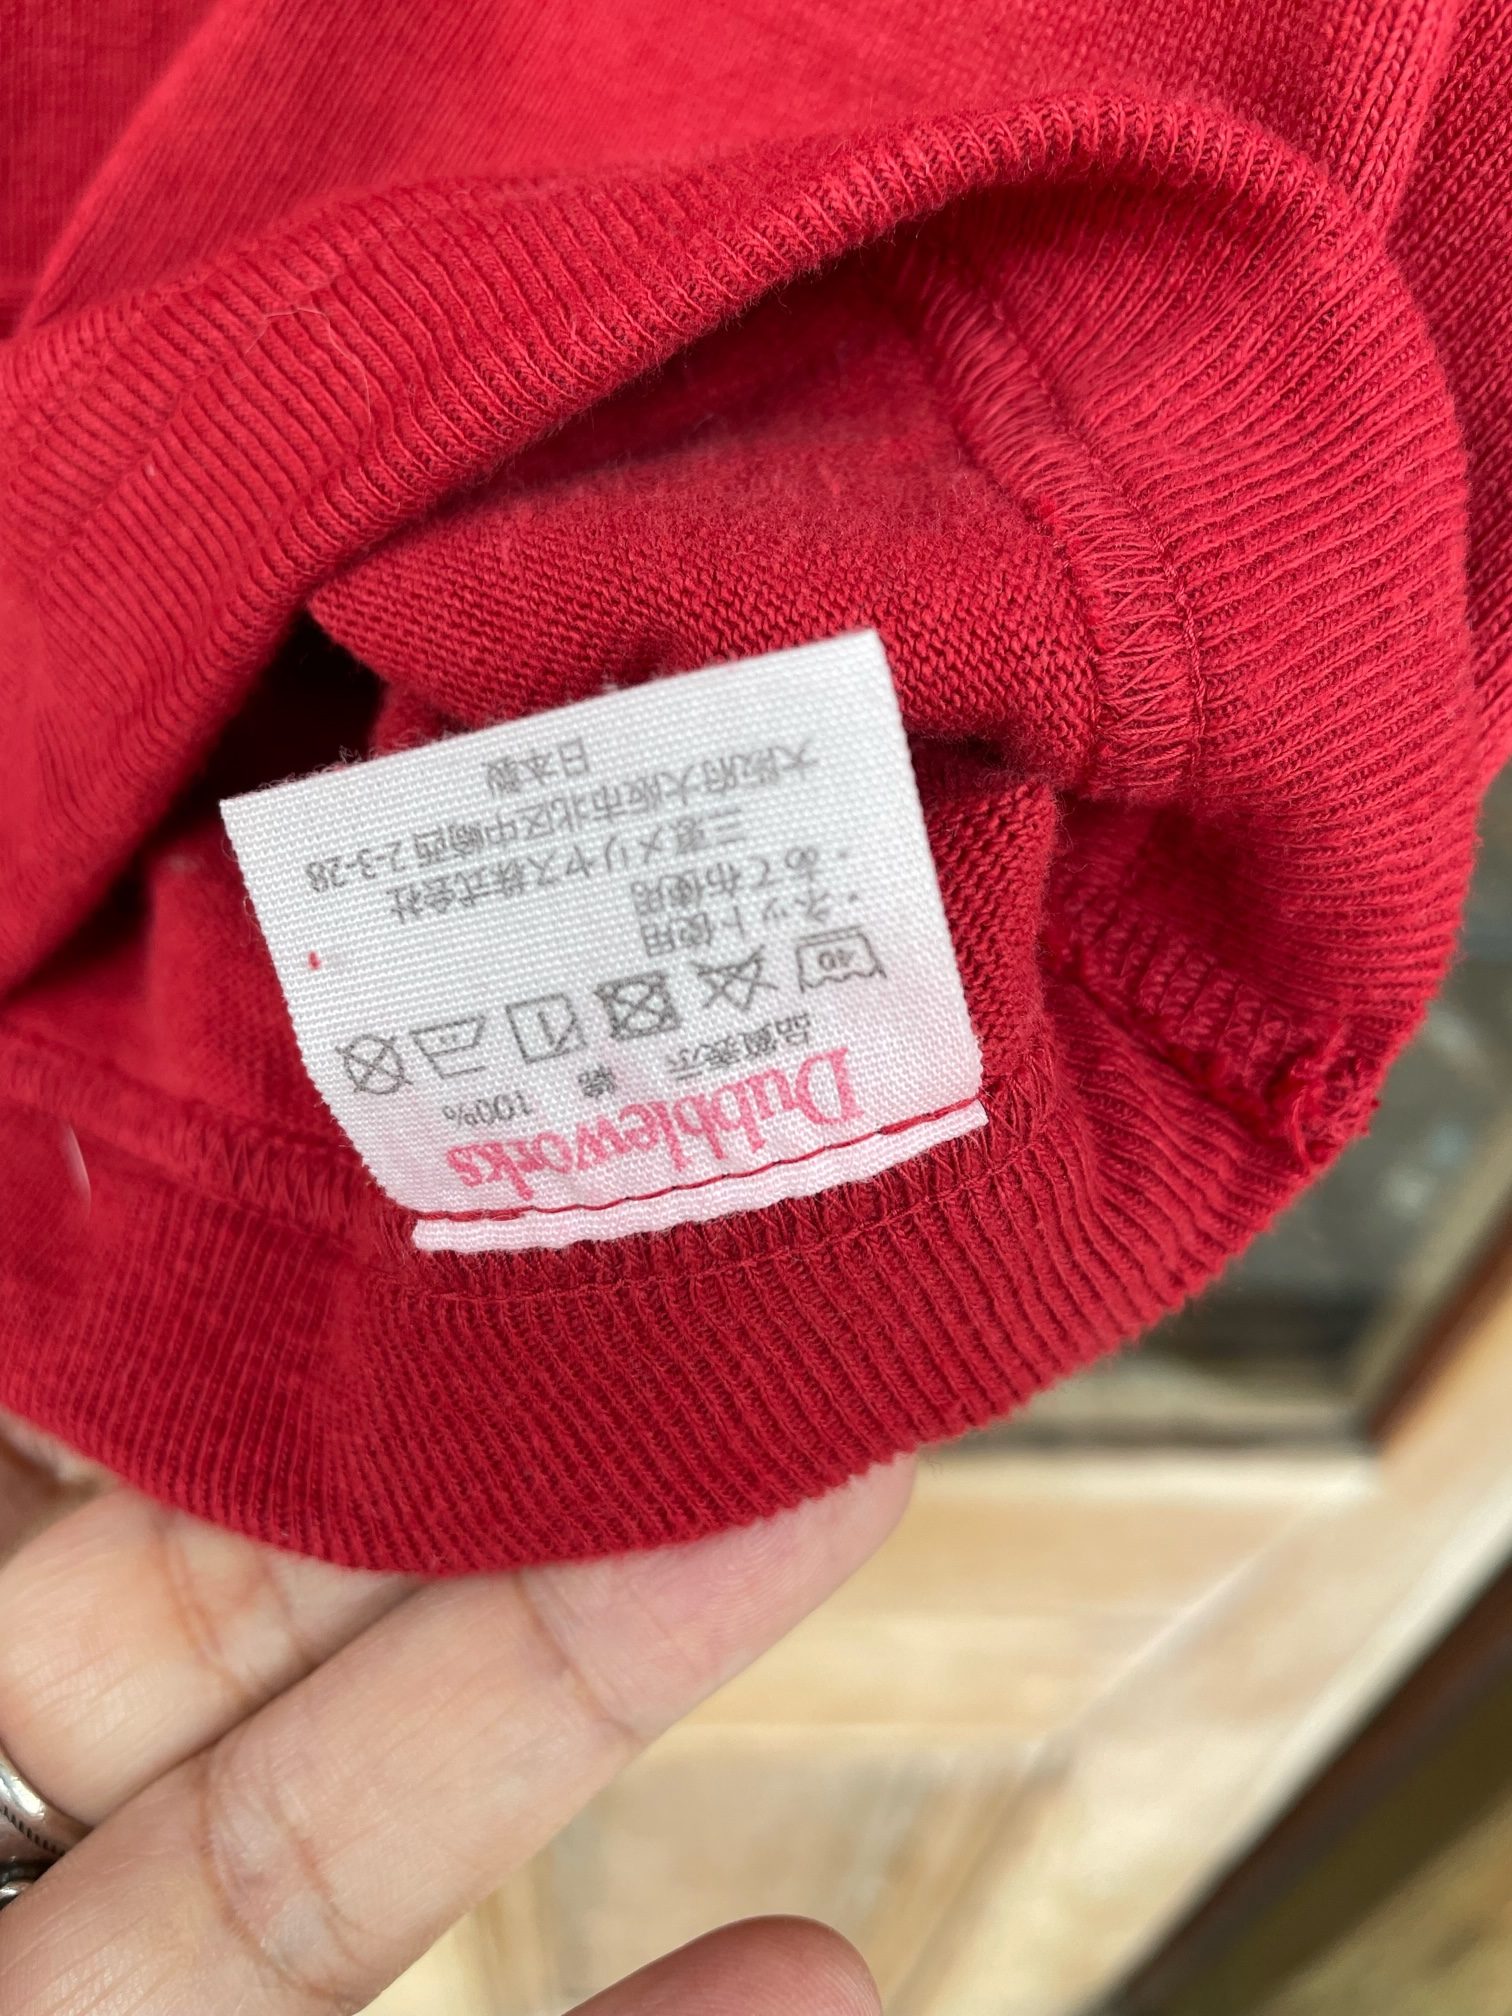 Dubbleworks
品質表示 綿 100%
40
・ネット使用
・あて布使用
三恵メリヤス株式会社
大阪府大阪市北区中崎西 2-3-28
日本製